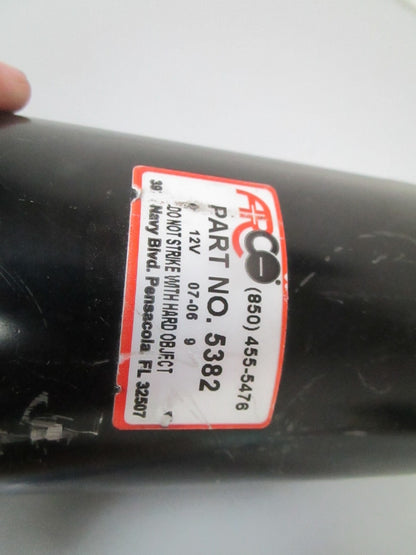 ARCO
(850) 455-5476
PART NO. 5382
12V 07-06 9
DO NOT STRIKE WITH HARD OBJECT
Navy Blvd. Pensacola FL 32507